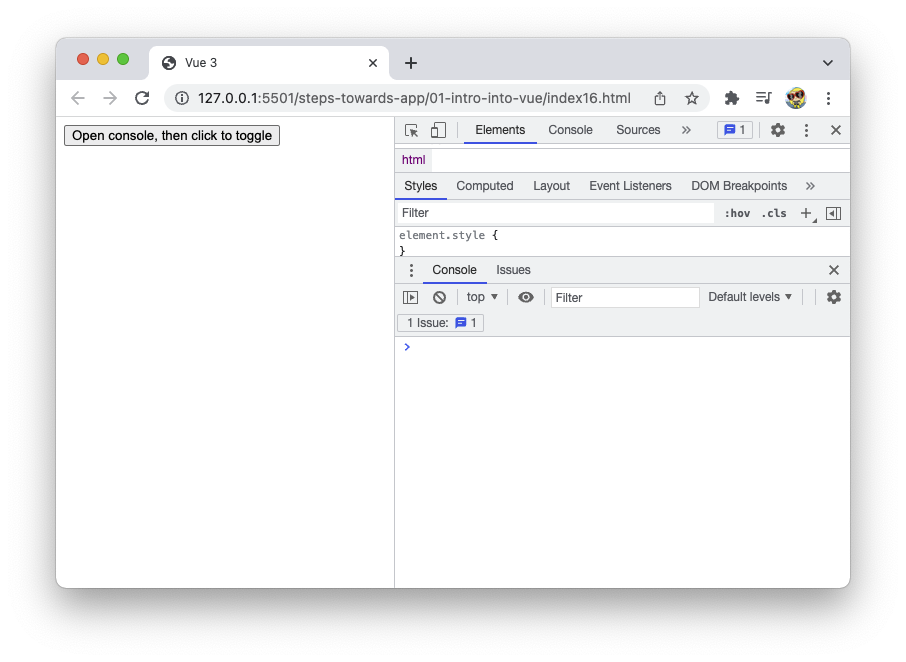 Vue 3
127.0.0.1:5501/steps-towards-app/01-intro-into-vue/index16.html
Open console, then click to toggle
Elements Console Sources » 1
html
Styles Computed Layout Event Listeners DOM Breakpoints »
Filter :hov .cls +
element.style {
}
Console Issues
top ▼ Filter Default levels ▼
1 Issue: 1
>